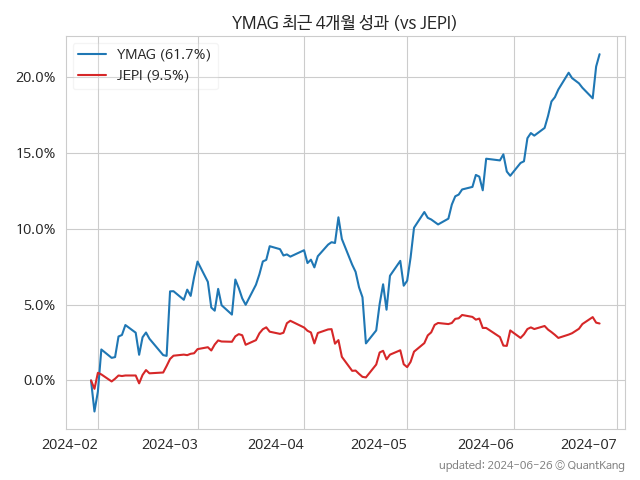 YMAG 최근 4개월 성과 (vs JEPI)
YMAG (61.7%)
JEPI (9.5%)
20.0%
15.0%
10.0%
5.0%
0.0%
2024-02 2024-03 2024-04 2024-05 2024-06 2024-07
updated: 2024-06-26 © QuantKang